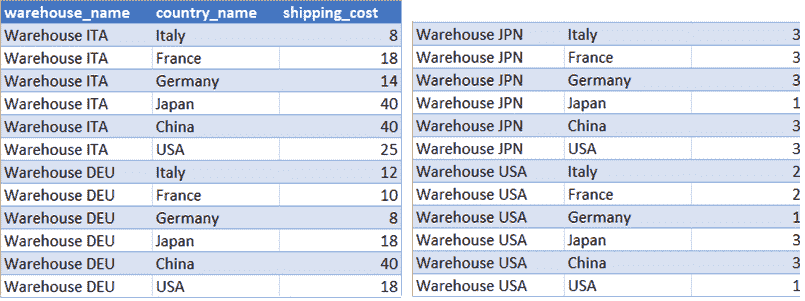 warehouse_name country_name shipping_cost
Warehouse ITA Italy 8
Warehouse ITA France 18
Warehouse ITA Germany 14
Warehouse ITA Japan 40
Warehouse ITA China 40
Warehouse ITA USA 25
Warehouse DEU Italy 12
Warehouse DEU France 10
Warehouse DEU Germany 8
Warehouse DEU Japan 18
Warehouse DEU China 40
Warehouse DEU USA 18
Warehouse JPN Italy 3
Warehouse JPN France 3
Warehouse JPN Germany 3
Warehouse JPN Japan 1
Warehouse JPN China 3
Warehouse JPN USA 3
Warehouse USA Italy 2
Warehouse USA France 2
Warehouse USA Germany 1
Warehouse USA Japan 3
Warehouse USA China 3
Warehouse USA USA 1